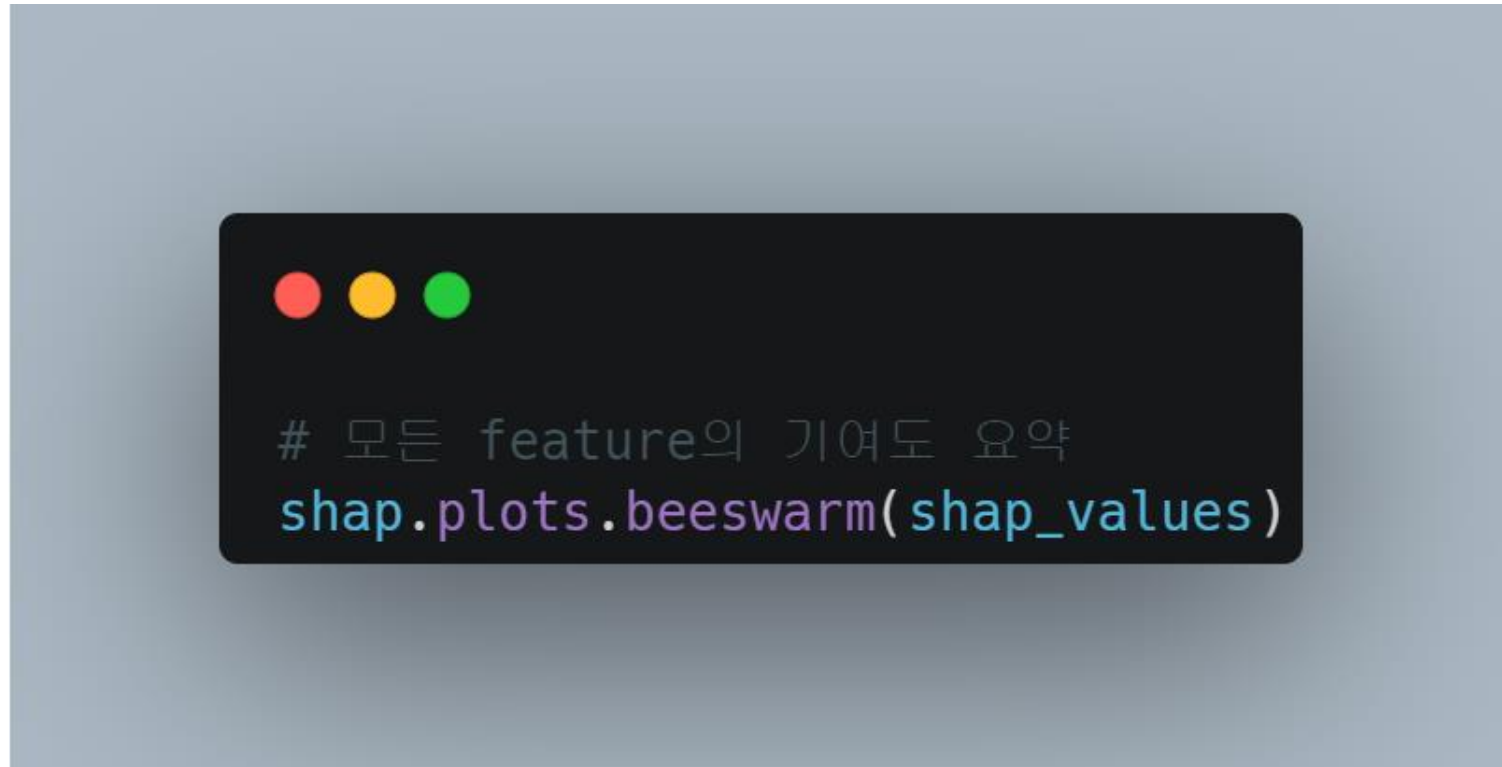 # 모든 feature의 기여도 요약
shap.plots.beeswarm(shap_values)